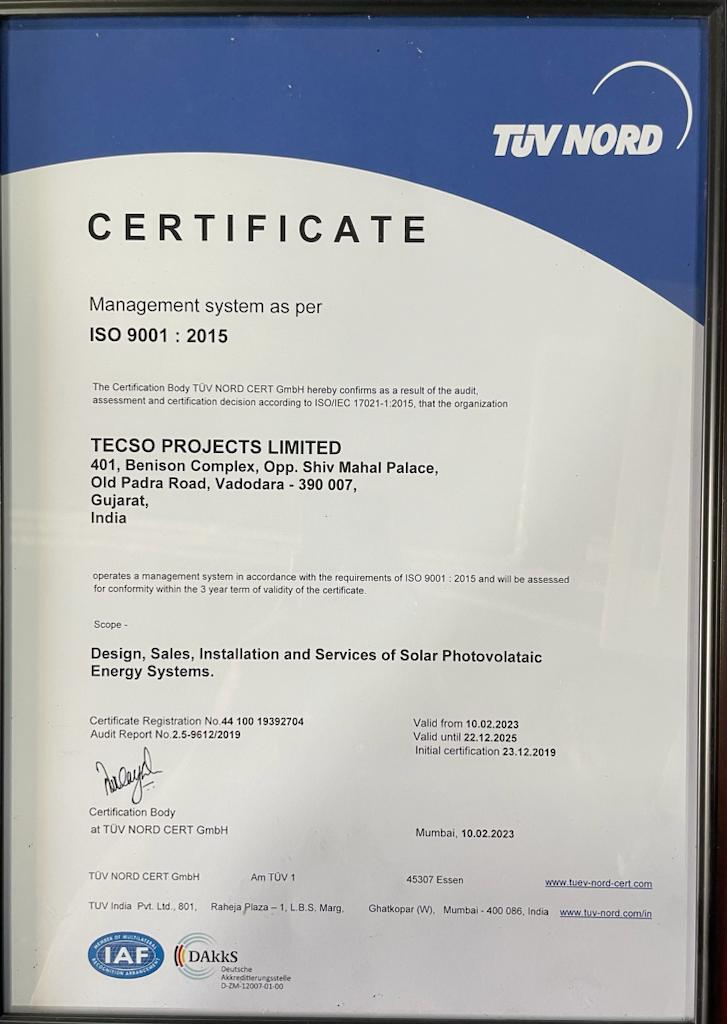 TÜV NORD
CERTIFICATE
Management system as per
ISO 9001 : 2015
The Certification Body TÜV NORD CERT GmbH hereby confirms as a result of the audit,
assessment and certification decision according to ISO/IEC 17021-1:2015, that the organization
TECSO PROJECTS LIMITED
401, Benison Complex, Opp. Shiv Mahal Palace,
Old Padra Road, Vadodara - 390 007,
Gujarat,
India
operates a management system in accordance with the requirements of ISO 9001 : 2015 and will be assessed
for conformity within the 3 year term of validity of the certificate.
Scope -
Design, Sales, Installation and Services of Solar Photovolataic
Energy Systems.
Certificate Registration No.44 100 19392704
Audit Report No.2.5-9612/2019
Valid from 10.02.2023
Valid until 22.12.2025
Initial certification 23.12.2019
Certification Body
at TÜV NORD CERT GmbH
Mumbai, 10.02.2023
TÜV NORD CERT GmbH Am TÜV 1 45307 Essen www.tuev-nord-cert.com
TUV India Pvt. Ltd., 801, Raheja Plaza – 1, L.B.S. Marg, Ghatkopar (W), Mumbai - 400 086, India www.tuv-nord.com/in
MEMBER OF MULTILATERAL
IAF
RECOGNITION ARRANGEMENT
DAkkS
Deutsche
Akkreditierungsstelle
D-ZM-12007-01-00